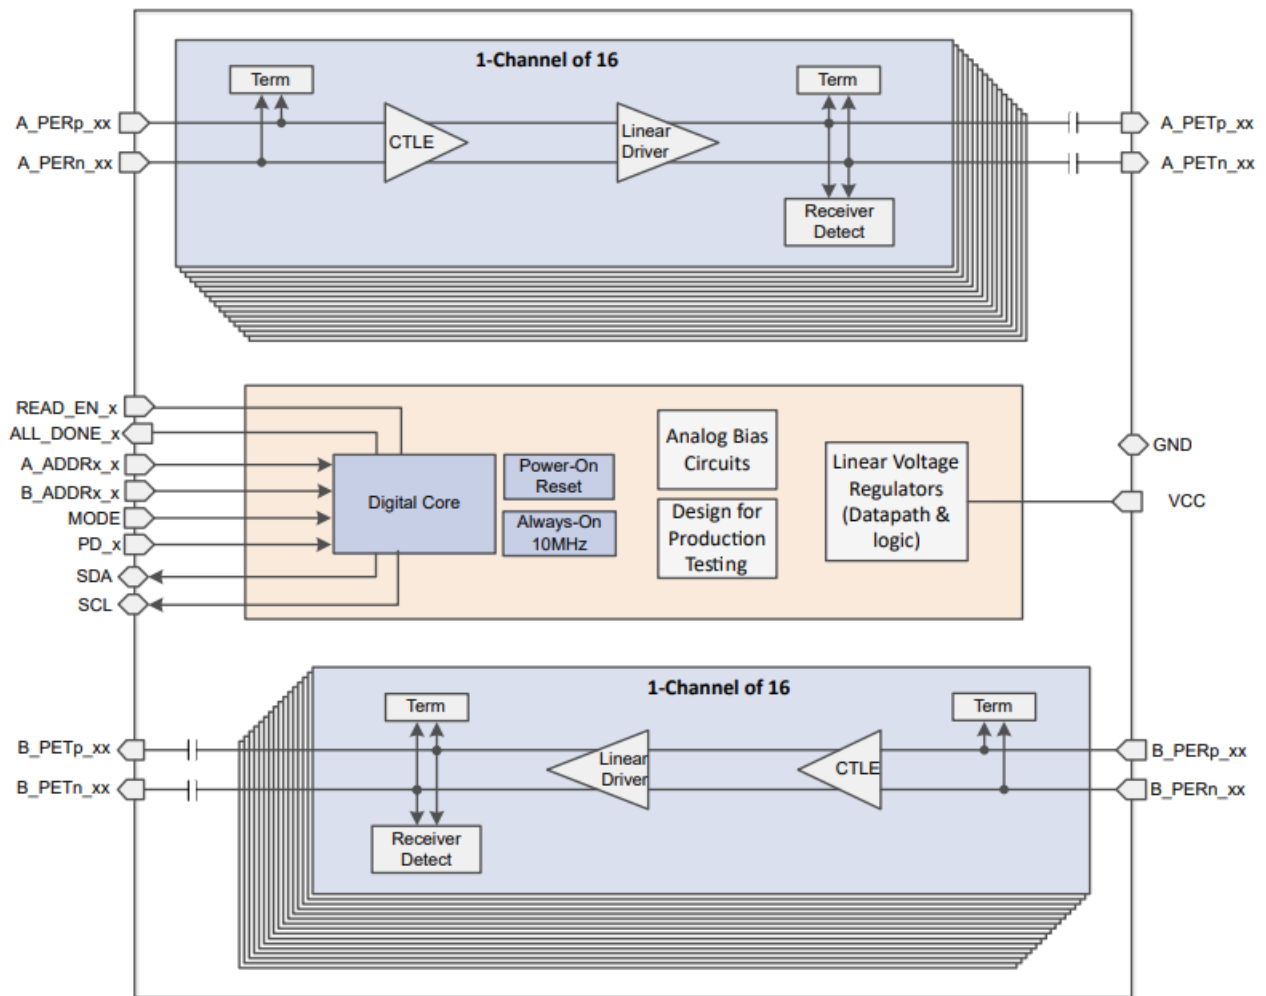 1-Channel of 16
Term
Term
A_PERp_xx
A_PETp_xx
CTLE
Linear
Driver
A_PERn_xx
A_PETn_xx
Receiver
Detect
READ_EN_x
ALL_DONE_x
A_ADDRx_x
B_ADDRx_x
MODE
PD_x
SDA
SCL
Digital Core
Power-On
Reset
Always-On
10MHz
Analog Bias
Circuits
Design for
Production
Testing
Linear Voltage
Regulators
(Datapath &
logic)
GND
VCC
1-Channel of 16
Term
Term
B_PETp_xx
B_PERp_xx
Linear
Driver
CTLE
B_PETn_xx
B_PERn_xx
Receiver
Detect